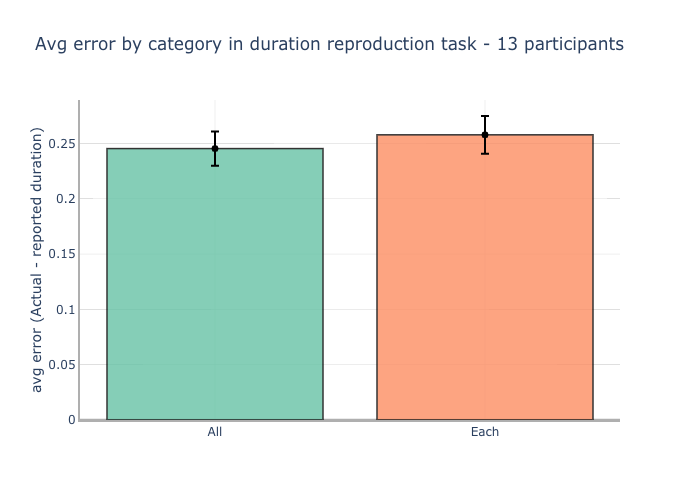 Avg error by category in duration reproduction task - 13 participants
avg error (Actual - reported duration)
0.25
0.2
0.15
0.1
0.05
0
All
Each